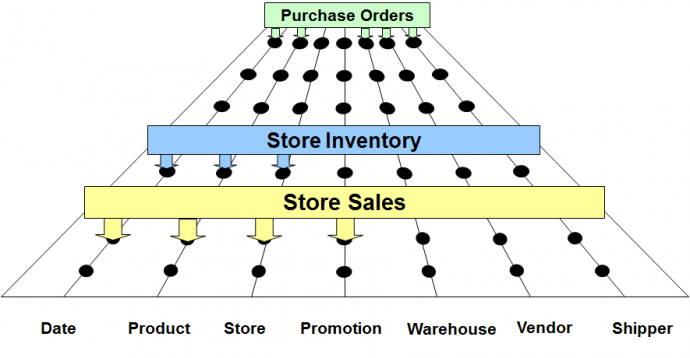 Purchase Orders
Store Inventory
Store Sales
Date Product Store Promotion Warehouse Vendor Shipper